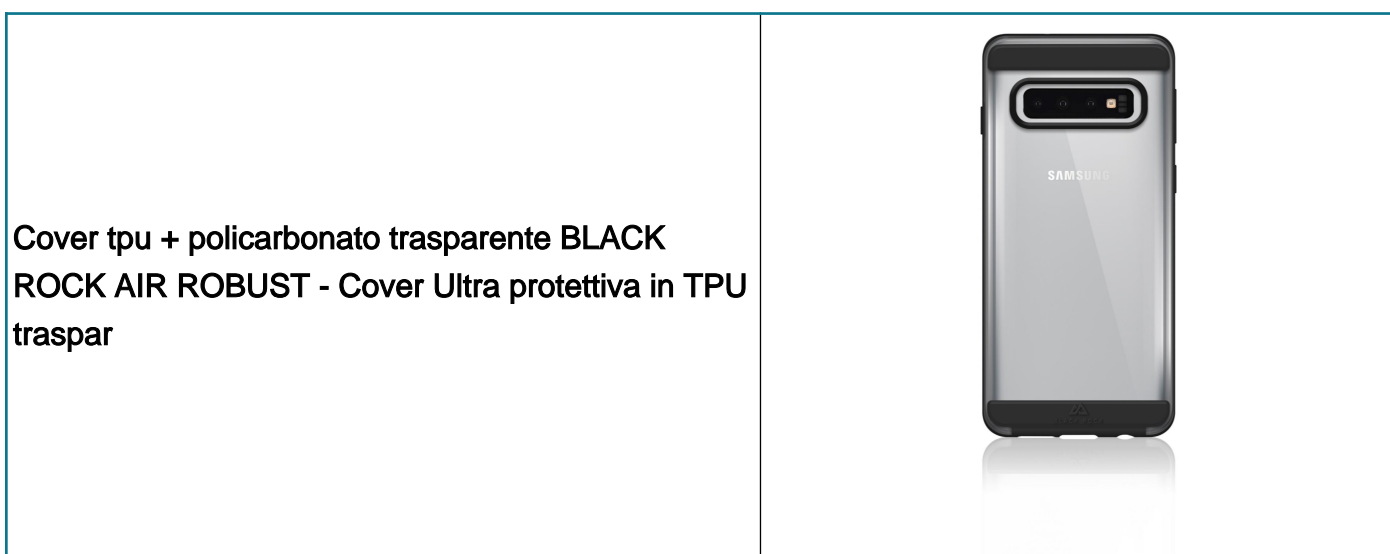 Cover tpu + policarbonato trasparente BLACK
ROCK AIR ROBUST - Cover Ultra protettiva in TPU
traspar
SAMSUNG